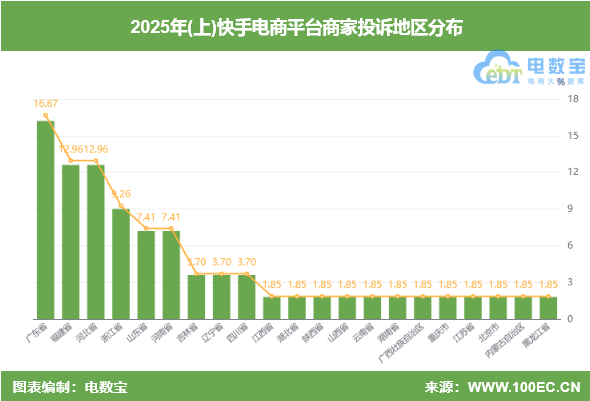 2025年(上)快手电商平台商家投诉地区分布
电数宝
电商大数据库
%
18
15
12
9
6
3
0
16.67
12.96
12.96
9.26
7.41
7.41
3.70
3.70
3.70
1.85
1.85
1.85
1.85
1.85
1.85
1.85
1.85
1.85
1.85
1.85
1.85
广东省
福建省
河北省
浙江省
山东省
河南省
吉林省
辽宁省
四川省
江西省
湖北省
陕西省
山西省
云南省
湖南省
广西壮族自治区
重庆市
江苏省
北京市
内蒙古自治区
黑龙江省
图表编制：电数宝
来源：WWW.100EC.CN